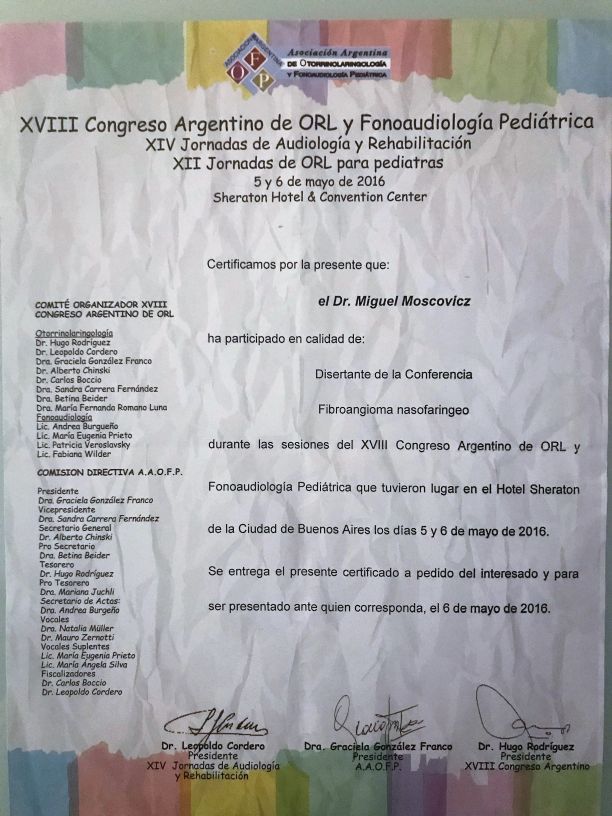 ASOCIACION ARGENTINA
OFP
Asociación Argentina
DE OTORRINOLARINGOLOGÍA
Y FONOAUDIOLOGÍA PEDIÁTRICA
XVIII Congreso Argentino de ORL y Fonoaudiología Pediátrica
XIV Jornadas de Audiología y Rehabilitación
XII Jornadas de ORL para pediatras
5 y 6 de mayo de 2016
Sheraton Hotel & Convention Center
Certificamos por la presente que:
el Dr. Miguel Moscovicz
ha participado en calidad de:
Disertante de la Conferencia
Fibroangioma nasofaringeo
durante las sesiones del XVIII Congreso Argentino de ORL y
Fonoaudiología Pediátrica que tuvieron lugar en el Hotel Sheraton
de la Ciudad de Buenos Aires los días 5 y 6 de mayo de 2016.
Se entrega el presente certificado a pedido del interesado y para
ser presentado ante quien corresponda, el 6 de mayo de 2016.
COMITÉ ORGANIZADOR XVIII
CONGRESO ARGENTINO DE ORL
Otorrinolaringología
Dr. Hugo Rodríguez
Dr. Leopoldo Cordero
Dra. Graciela González Franco
Dr. Alberto Chinski
Dr. Carlos Boccio
Dra. Sandra Carrera Fernández
Dra. Betina Beider
Dra. María Fernanda Romano Luna
Fonoaudiología
Lic. Andrea Burgueño
Lic. María Eugenia Prieto
Lic. Patricia Veroslavsky
Lic. Fabiana Wilder
COMISION DIRECTIVA A.A.O.F.P.
Presidente
Dra. Graciela González Franco
Vicepresidente
Dra. Sandra Carrera Fernández
Secretario General
Dr. Alberto Chinski
Pro Secretario
Dra. Betina Beider
Tesorero
Dr. Hugo Rodríguez
Pro Tesorero
Dra. Mariana Juchli
Secretario de Actas:
Dra. Andrea Burgeño
Vocales
Dra. Natalia Müller
Dr. Mauro Zernotti
Vocales Suplentes
Lic. María Eugenia Prieto
Lic. María Angela Silva
Fiscalizadores
Dr. Carlos Boccio
Dr. Leopoldo Cordero
Dr. Leopoldo Cordero
Presidente
XIV Jornadas de Audiología
y Rehabilitación
Dra. Graciela González Franco
Presidente
A.A.O.F.P.
Dr. Hugo Rodríguez
Presidente
XVIII Congreso Argentino